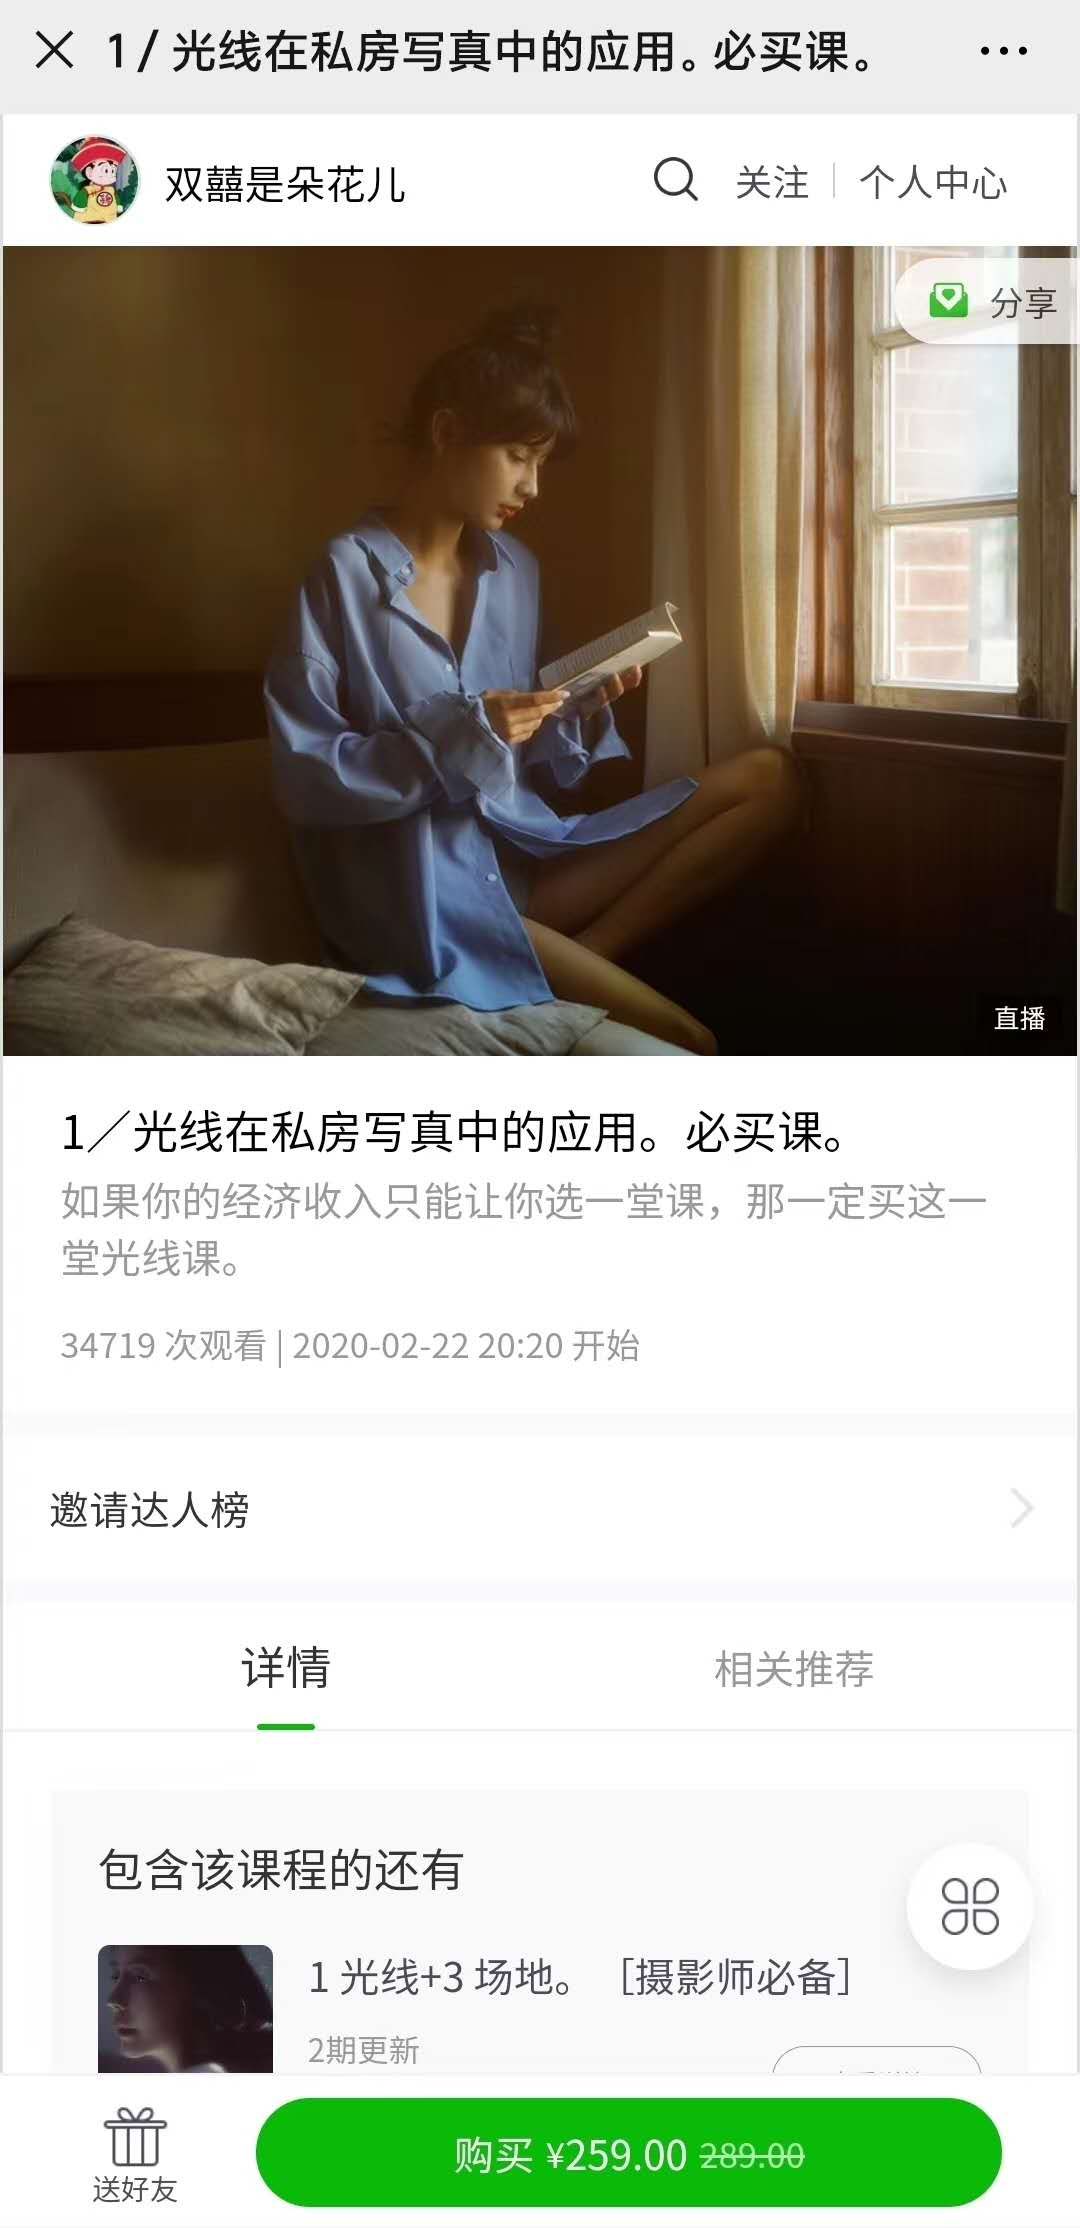 1 / 光线在私房写真中的应用。必买课。
双囍是朵花儿
关注
个人中心
分享
直播
1／光线在私房写真中的应用。必买课。
如果你的经济收入只能让你选一堂课，那一定买这一
堂光线课。
34719 次观看 | 2020-02-22 20:20 开始
邀请达人榜
详情
相关推荐
包含该课程的还有
1 光线+3 场地。［摄影师必备］
2期更新
送好友
购买 ¥259.00 289.00